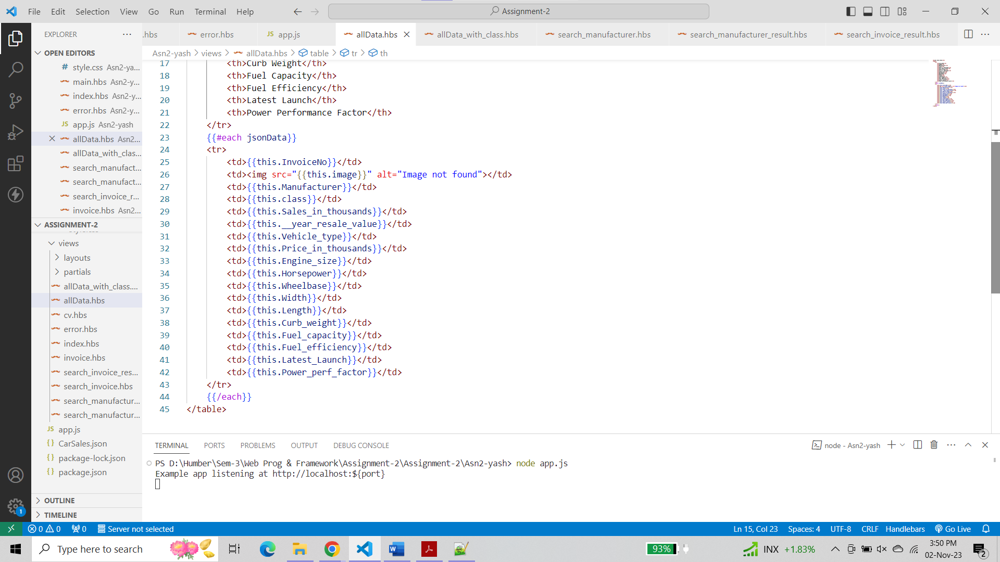 File Edit Selection View Go Run Terminal Help
Assignment-2
EXPLORER
.hbs error.hbs app.js allData.hbs allData_with_class.hbs search_manufacturer.hbs search_manufacturer_result.hbs search_invoice_result.hbs
Asn2-yash > views > allData.hbs > table > tr > th
OPEN EDITORS
style.css Asn2-ya...
main.hbs Asn2-y...
index.hbs Asn2-y...
error.hbs Asn2-y...
app.js Asn2-yash
allData.hbs Asn2...
allData_with_clas...
search_manufact...
search_manufact...
search_invoice_r...
invoice.hbs Asn2...
ASSIGNMENT-2
views
layouts
partials
allData_with_class....
allData.hbs
cv.hbs
error.hbs
index.hbs
invoice.hbs
search_invoice_res...
search_invoice.hbs
search_manufactur...
search_manufactur...
app.js
CarSales.json
package-lock.json
package.json
OUTLINE
TIMELINE
17 <th>Curb Weight</th>
18 <th>Fuel Capacity</th>
19 <th>Fuel Efficiency</th>
20 <th>Latest Launch</th>
21 <th>Power Performance Factor</th>
22 </tr>
23 {{#each jsonData}}
24 <tr>
25 <td>{{this.InvoiceNo}}</td>
26 <td><img src="{{this.image}}" alt="Image not found"></td>
27 <td>{{this.Manufacturer}}</td>
28 <td>{{this.class}}</td>
29 <td>{{this.Sales_in_thousands}}</td>
30 <td>{{this.__year_resale_value}}</td>
31 <td>{{this.Vehicle_type}}</td>
32 <td>{{this.Price_in_thousands}}</td>
33 <td>{{this.Engine_size}}</td>
34 <td>{{this.Horsepower}}</td>
35 <td>{{this.Wheelbase}}</td>
36 <td>{{this.Width}}</td>
37 <td>{{this.Length}}</td>
38 <td>{{this.Curb_weight}}</td>
39 <td>{{this.Fuel_capacity}}</td>
40 <td>{{this.Fuel_efficiency}}</td>
41 <td>{{this.Latest_Launch}}</td>
42 <td>{{this.Power_perf_factor}}</td>
43 </tr>
44 {{/each}}
45 </table>
TERMINAL PORTS PROBLEMS OUTPUT DEBUG CONSOLE
node - Asn2-yash
PS D:\Humber\Sem-3\Web Prog & Framework\Assignment-2\Assignment-2\Asn2-yash> node app.js
Example app listening at http://localhost:${port}
1
0 0 0 Server not selected
Ln 15, Col 23 Spaces: 4 UTF-8 CRLF Handlebars Go Live
Type here to search
93%
INX +1.83%
3:50 PM
02-Nov-23
2